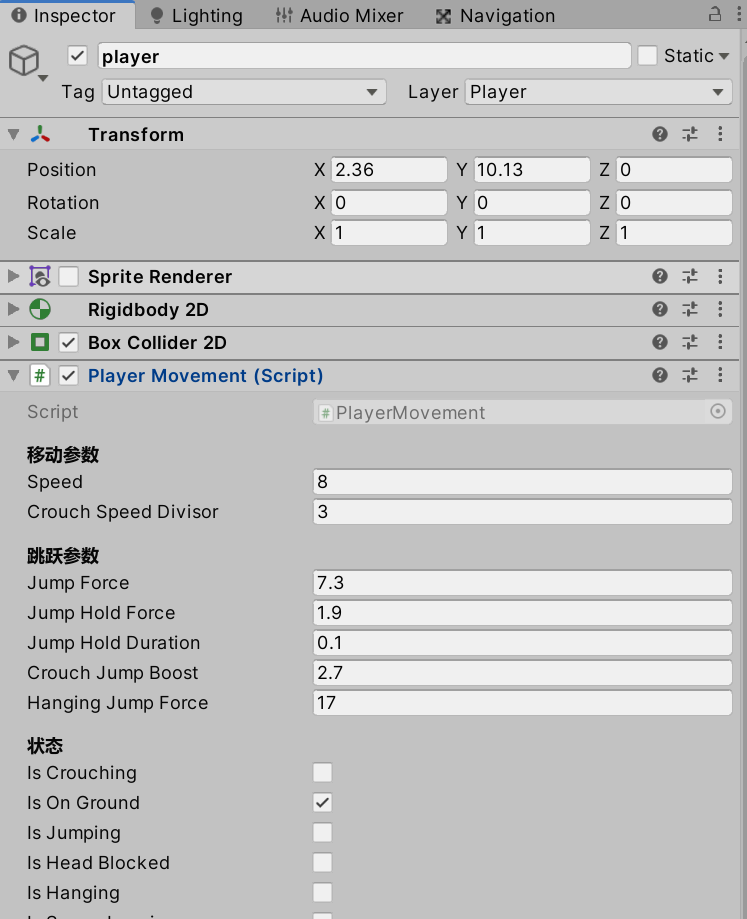 Inspector Lighting Audio Mixer Navigation
player Static
Tag Untagged Layer Player
Transform
Position X 2.36 Y 10.13 Z 0
Rotation X 0 Y 0 Z 0
Scale X 1 Y 1 Z 1
Sprite Renderer
Rigidbody 2D
Box Collider 2D
# Player Movement (Script)
Script # PlayerMovement
移动参数
Speed 8
Crouch Speed Divisor 3
跳跃参数
Jump Force 7.3
Jump Hold Force 1.9
Jump Hold Duration 0.1
Crouch Jump Boost 2.7
Hanging Jump Force 17
状态
Is Crouching
Is On Ground
Is Jumping
Is Head Blocked
Is Hanging